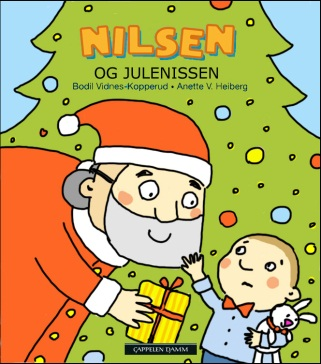 NILSEN
OG JULENISSEN
Bodil Vidnes-Kopperud • Anette V. Heiberg
CAPPELEN DAMM